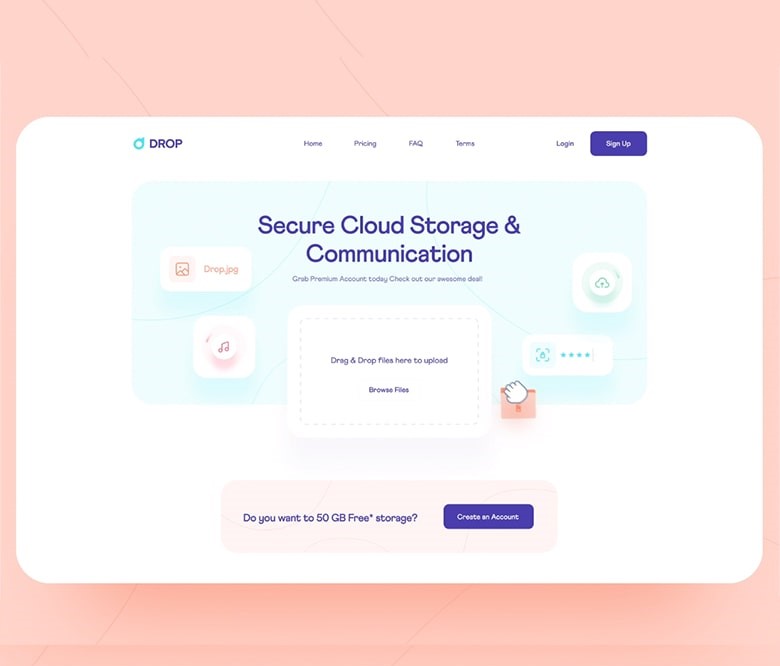 DROP
Home Pricing FAQ Terms Login Sign Up
Secure Cloud Storage &
Communication
Grab Premium Account today Check out our awesome deal!
Drop.jpg
Drag & Drop files here to upload
Browse Files
Do you want to 50 GB Free* storage?
Create an Account